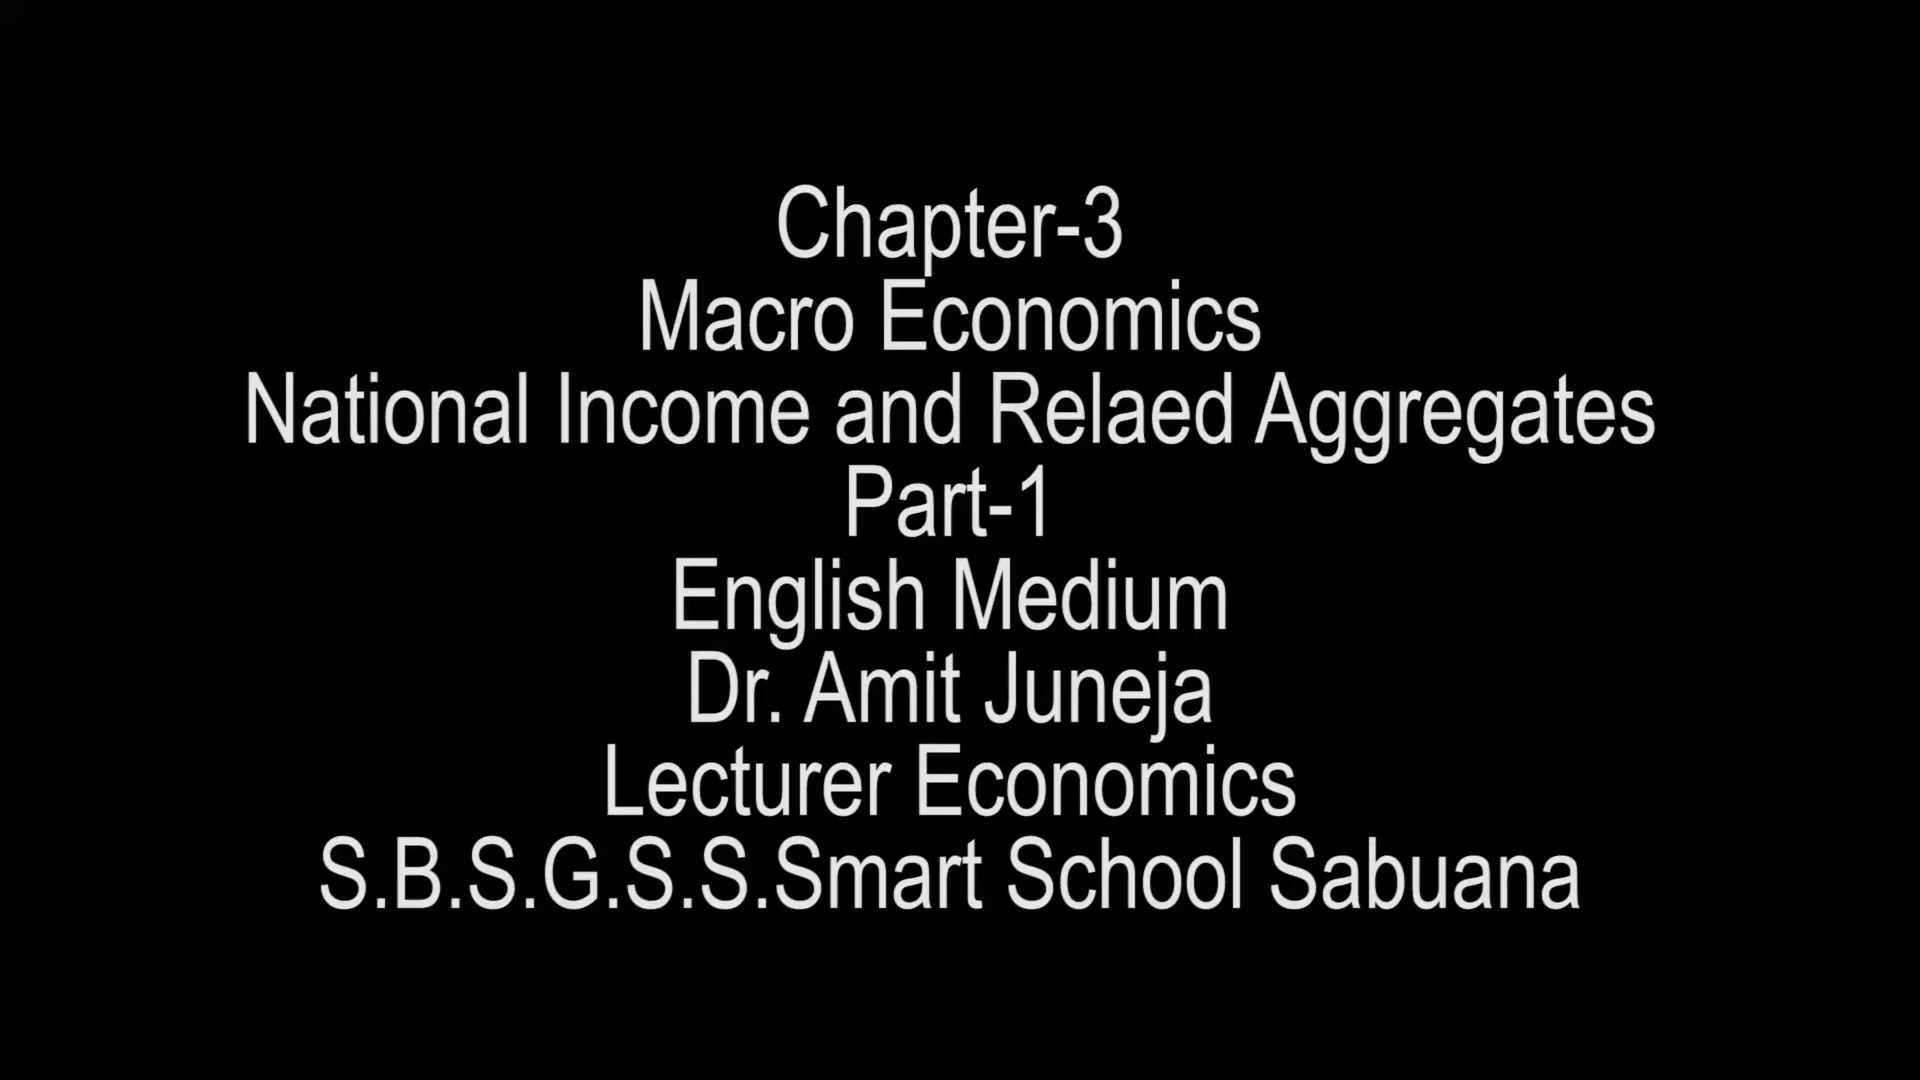 Chapter-3
Macro Economics
National Income and Relaed Aggregates
Part-1
English Medium
Dr. Amit Juneja
Lecturer Economics
S.B.S.G.S.S.Smart School Sabuana